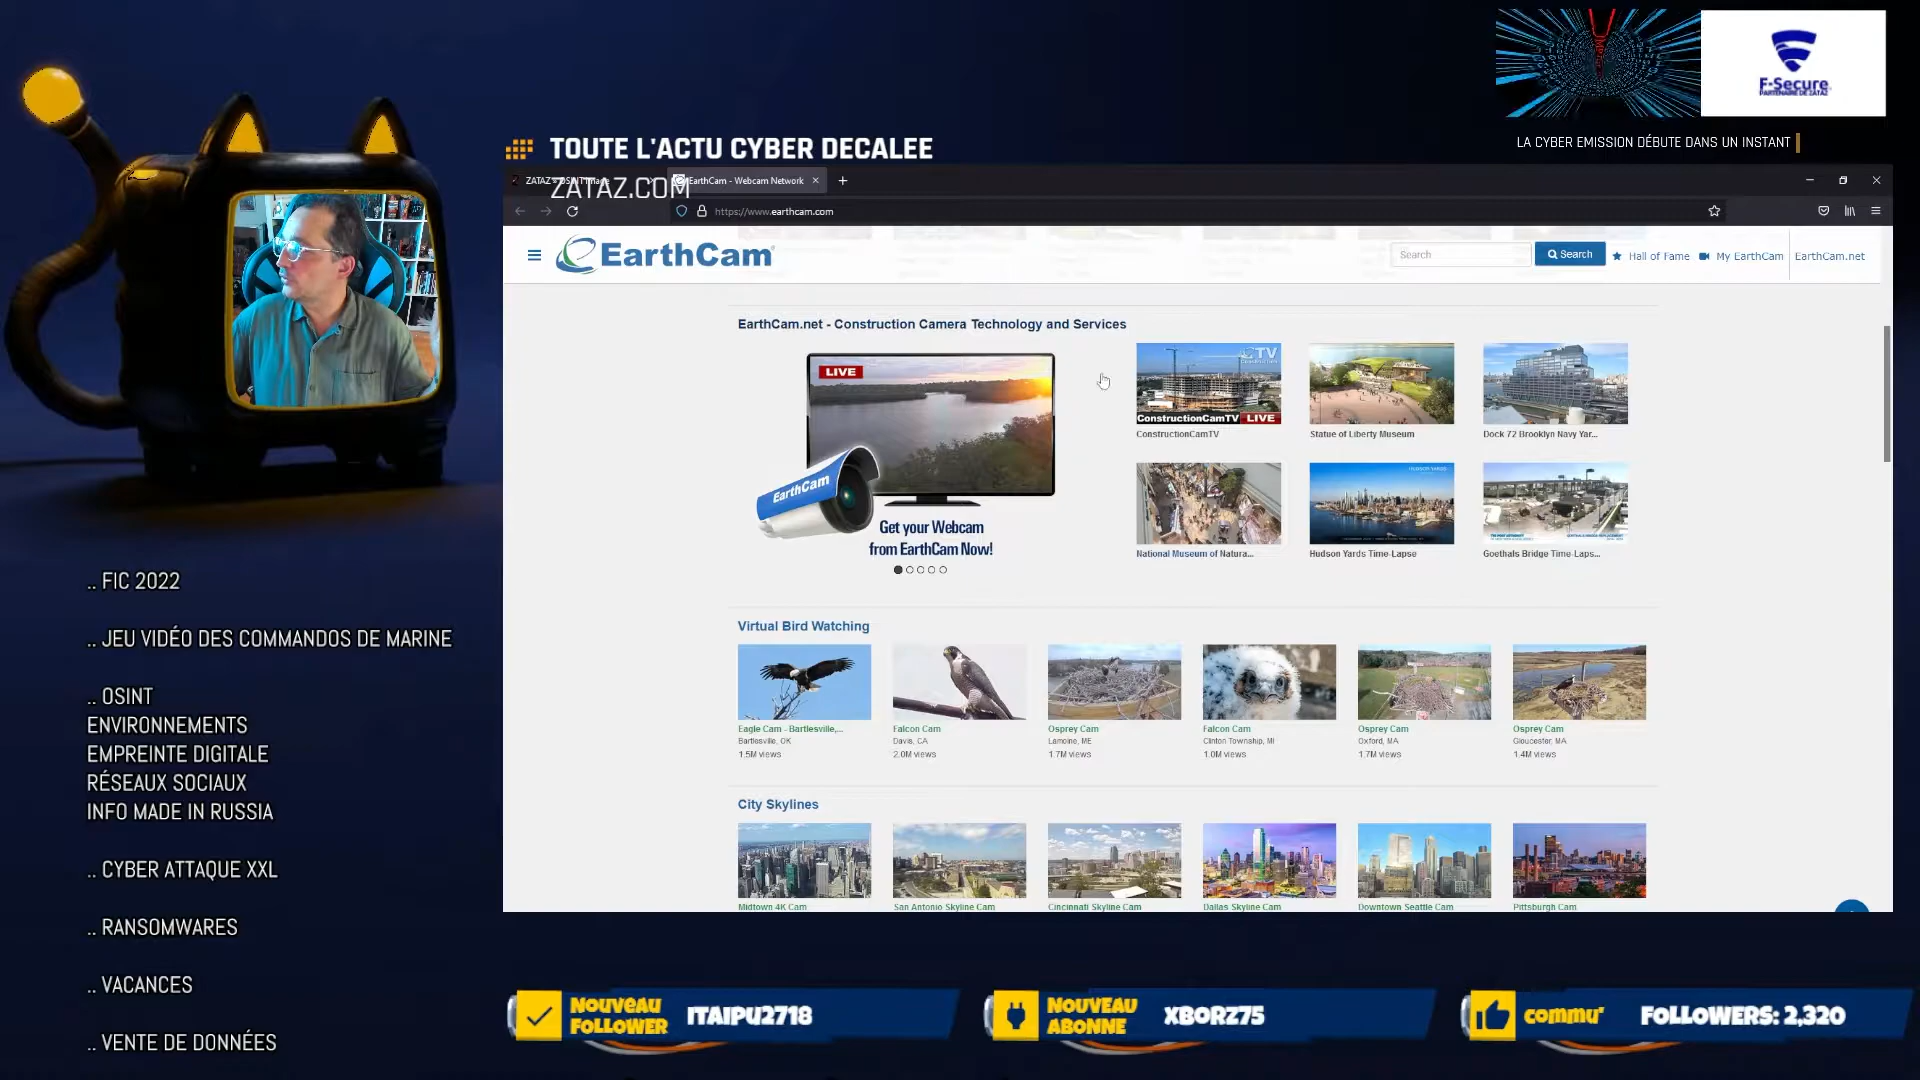 F-Secure
PARTENAIRE DE ZATAZ
LA CYBER EMISSION DÉBUTE DANS UN INSTANT
TOUTE L'ACTU CYBER DECALEE
ZATAZ.COM
EarthCam - Webcam Network
https://www.earthcam.com
EarthCam
Search
Search
Hall of Fame
My EarthCam
EarthCam.net
EarthCam.net - Construction Camera Technology and Services
LIVE
EarthCam
Get your Webcam
from EarthCam Now!
TV
ConstructionCamTV LIVE
ConstructionCamTV
Statue of Liberty Museum
Dock 72 Brooklyn Navy Yar...
HUDSON YARDS
National Museum of Natura...
Hudson Yards Time-Lapse
Goethals Bridge Time-Laps...
Virtual Bird Watching
Eagle Cam - Bartlesville,...
Bartlesville, OK
1.5M views
Falcon Cam
Davis, CA
2.0M views
Osprey Cam
Lamoine, ME
1.7M views
Falcon Cam
Clinton Township, MI
1.0M views
Osprey Cam
Oxford, MA
1.7M views
Osprey Cam
Gloucester, MA
1.4M views
City Skylines
Midtown 4K Cam
San Antonio Skyline Cam
Cincinnati Skyline Cam
Dallas Skyline Cam
Downtown Seattle Cam
Pittsburgh Cam
.. FIC 2022
.. JEU VIDÉO DES COMMANDOS DE MARINE
.. OSINT
ENVIRONNEMENTS
EMPREINTE DIGITALE
RÉSEAUX SOCIAUX
INFO MADE IN RUSSIA
.. CYBER ATTAQUE XXL
.. RANSOMWARES
.. VACANCES
.. VENTE DE DONNÉES
NOUVEAU
FOLLOWER
ITAIPU2718
NOUVEAU
ABONNE
XBORZ75
COMMU'
FOLLOWERS: 2,320